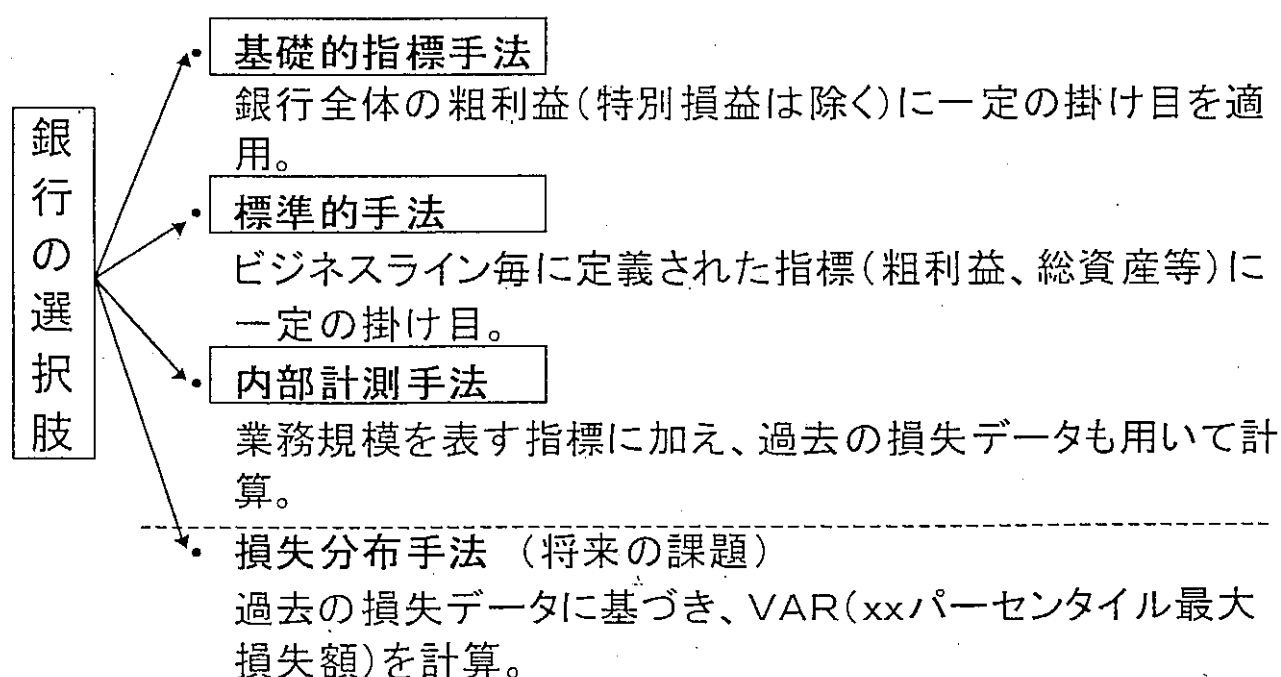 銀行の選択肢
・ 基礎的指標手法
銀行全体の粗利益(特別損益は除く)に一定の掛け目を適
用。
・ 標準的手法
ビジネスライン毎に定義された指標(粗利益、総資産等)に
一定の掛け目。
・ 内部計測手法
業務規模を表す指標に加え、過去の損失データも用いて計
算。
・ 損失分布手法 (将来の課題)
過去の損失データに基づき、VAR(xxパーセンタイル最大
損失額)を計算。